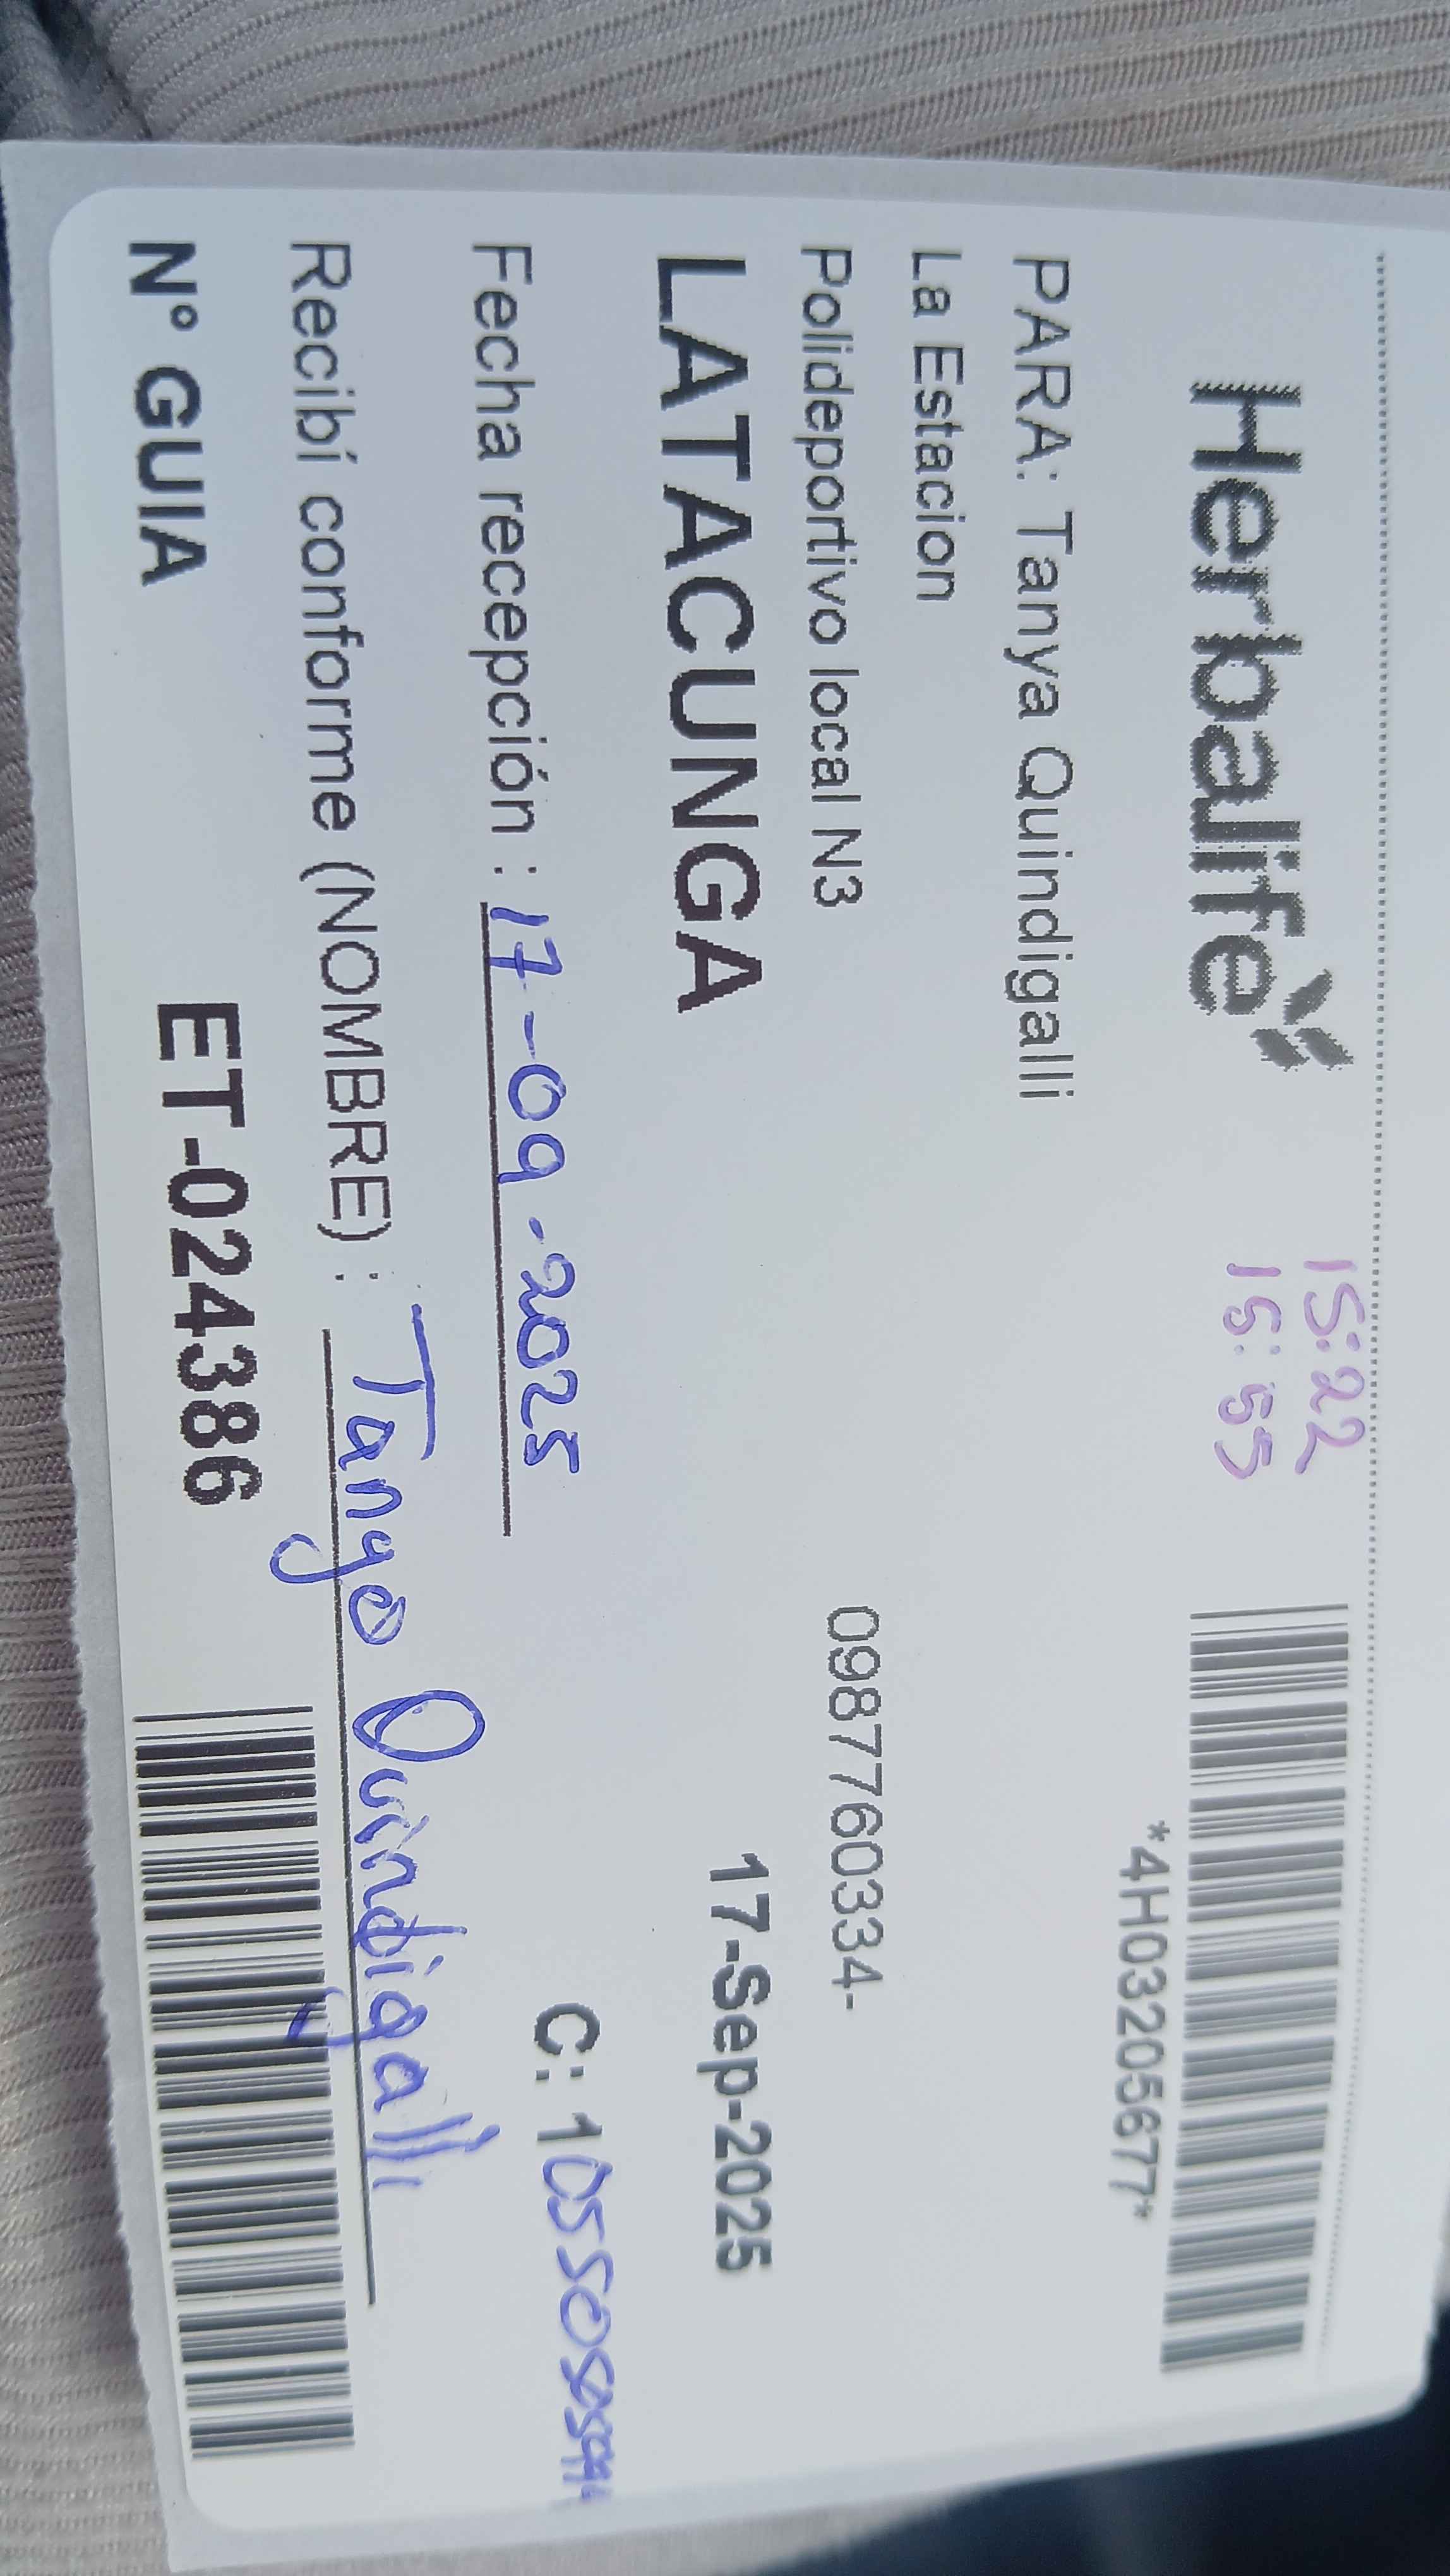 Herbalife
15:22
15:55
*4H03205677*
PARA: Tanya Quindigalli
La Estacion
Polideportivo local N3
0987760334-
LATACUNGA
17-Sep-2025
Fecha recepción : 17-09-2025
C: 1
Recibí conforme (NOMBRE) : Tanya Quindigalli
N° GUIA
ET-024386